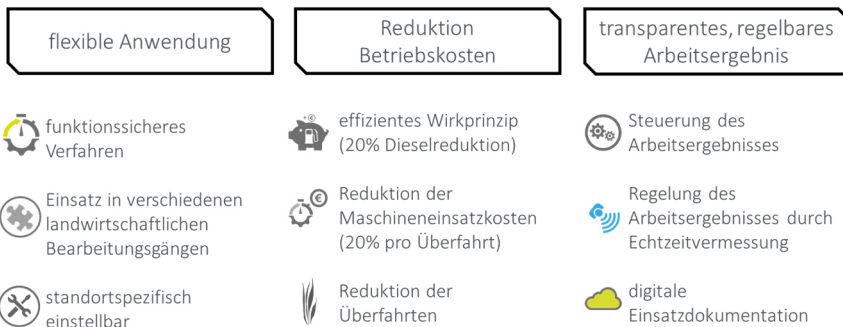 flexible Anwendung
funktionssicheres
Verfahren
Einsatz in verschiedenen
landwirtschaftlichen
Bearbeitungsgängen
standortspezifisch
einstellbar
Reduktion
Betriebskosten
effizientes Wirkprinzip
(20% Dieselreduktion)
Reduktion der
Maschineneinsatzkosten
(20% pro Überfahrt)
Reduktion der
Überfahrten
transparentes, regelbares
Arbeitsergebnis
Steuerung des
Arbeitsergebnisses
Regelung des
Arbeitsergebnisses durch
Echtzeitvermessung
digitale
Einsatzdokumentation